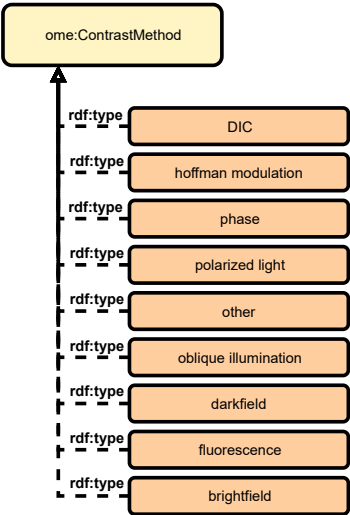 ome:ContrastMethod
rdf:type
DIC
rdf:type
hoffman modulation
rdf:type
phase
rdf:type
polarized light
rdf:type
other
rdf:type
oblique illumination
rdf:type
darkfield
rdf:type
fluorescence
rdf:type
brightfield